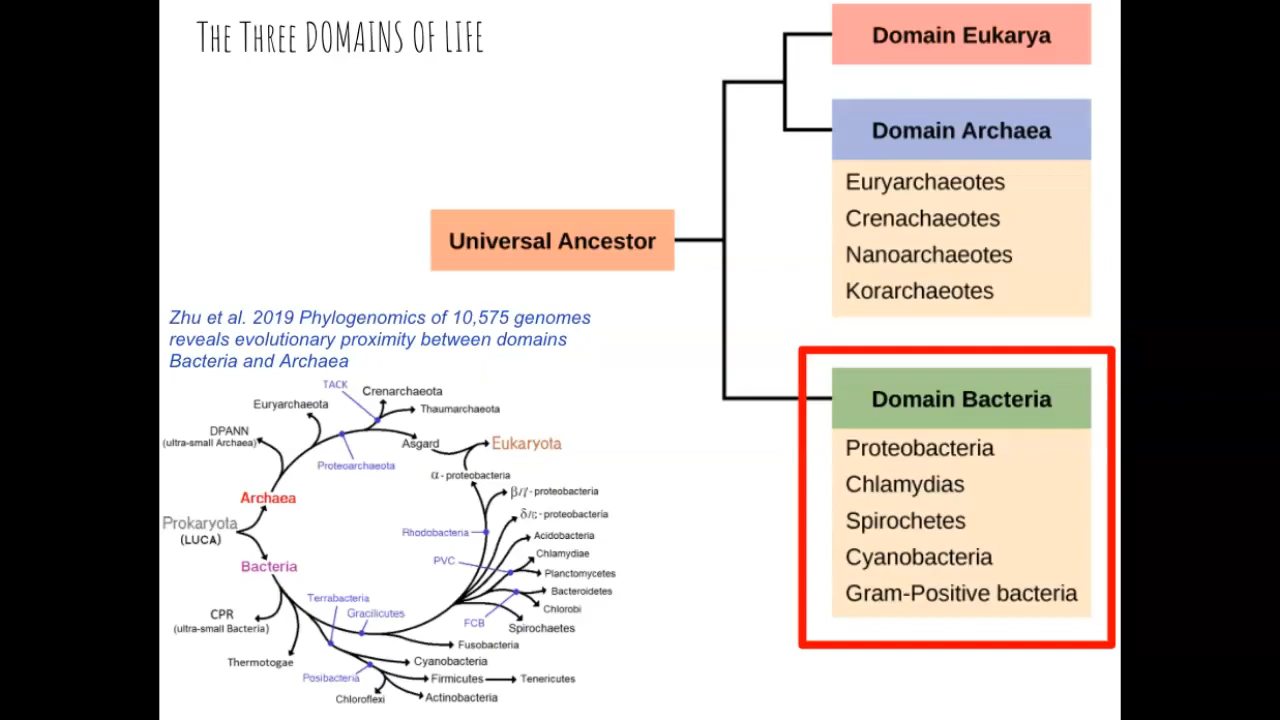 THE THREE DOMAINS OF LIFE
Domain Eukarya
Domain Archaea
Euryarchaeotes
Crenachaeotes
Nanoarchaeotes
Korarchaeotes
Universal Ancestor
Domain Bacteria
Proteobacteria
Chlamydias
Spirochetes
Cyanobacteria
Gram-Positive bacteria
Zhu et al. 2019 Phylogenomics of 10,575 genomes
reveals evolutionary proximity between domains
Bacteria and Archaea
TACK
Crenarchaeota
Euryarchaeota
Thaumarchaeota
DPANN
(ultra-small Archaea)
Asgard
Eukaryota
Proteoarchaeota
α-proteobacteria
Archaea
β/γ-proteobacteria
δ/ε-proteobacteria
Prokaryota
(LUCA)
Rhodobacteria
Acidobacteria
Chlamydiae
PVC
Bacteria
Planctomycetes
Bacteroidetes
Terrabacteria
Gracilicutes
Chlorobi
CPR
(ultra-small Bacteria)
FCB
Spirochaetes
Fusobacteria
Thermotogae
Cyanobacteria
Posibacteria
Firmicutes
Tenericutes
Chloroflexi
Actinobacteria